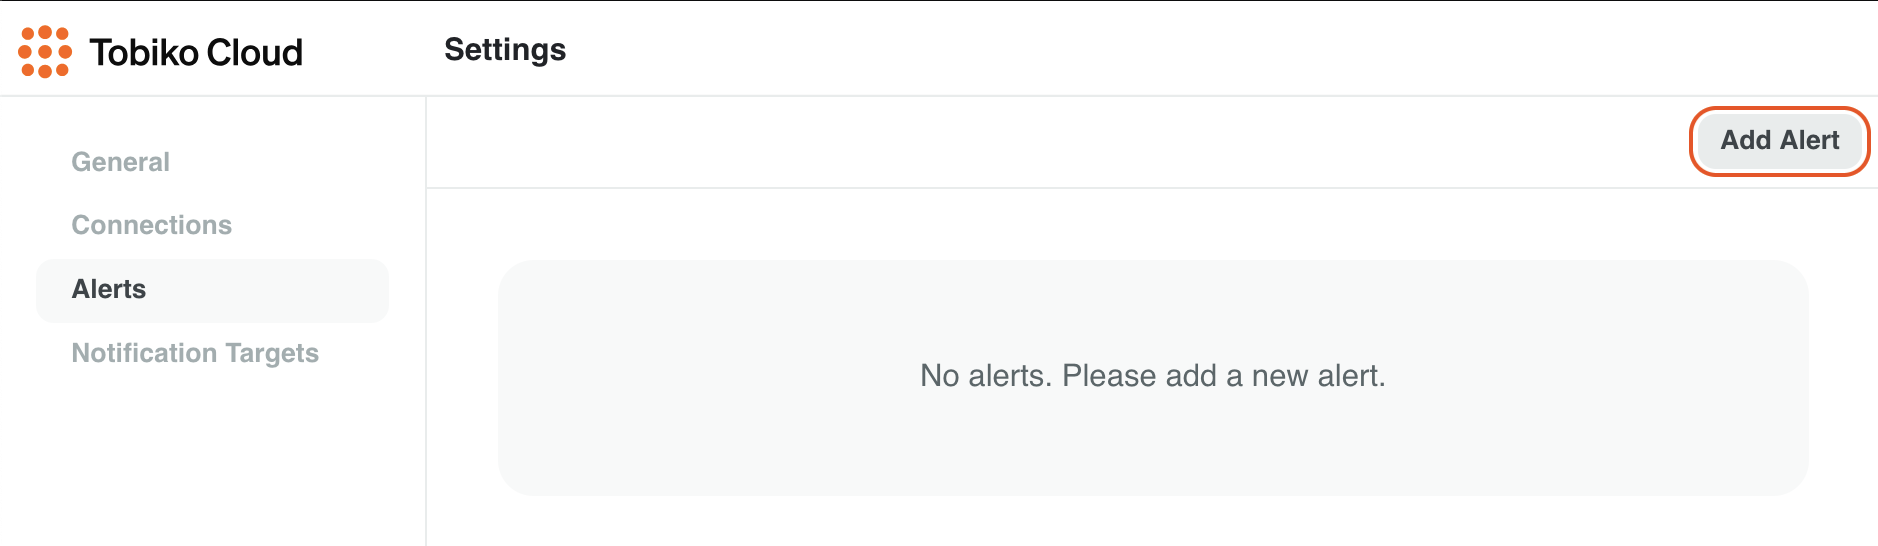 Tobiko Cloud
Settings
General
Connections
Alerts
Notification Targets
Add Alert
No alerts. Please add a new alert.